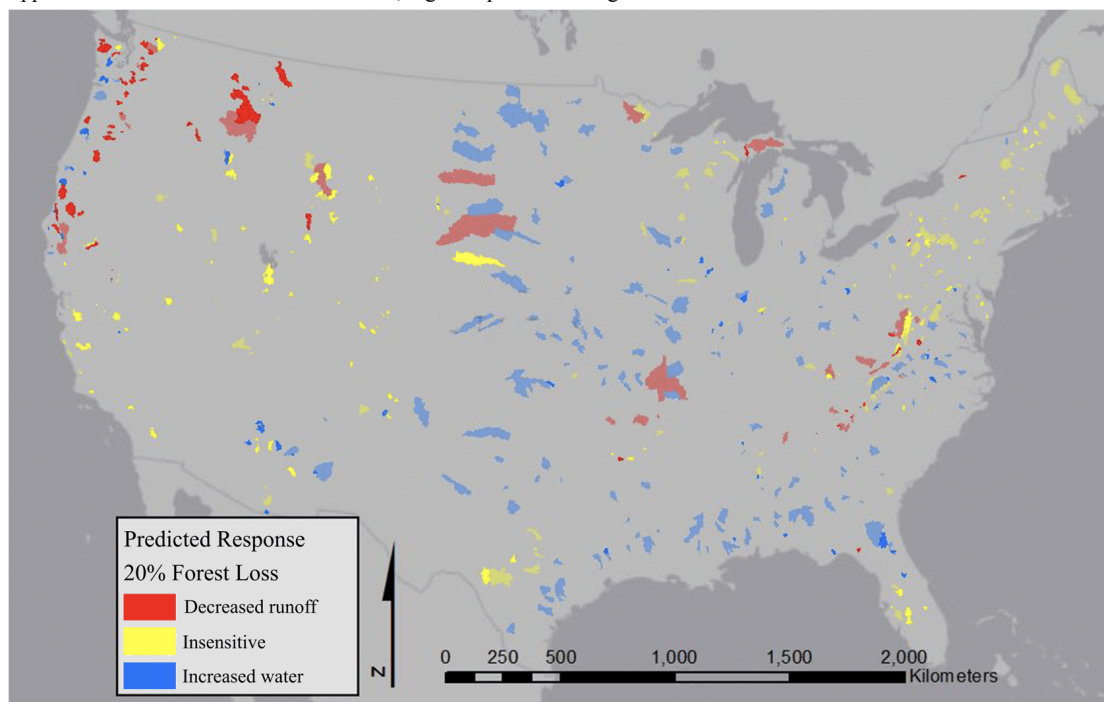 Predicted Response
20% Forest Loss
Decreased runoff
Insensitive
Increased water
N
0 250 500 1,000 1,500 2,000
Kilometers